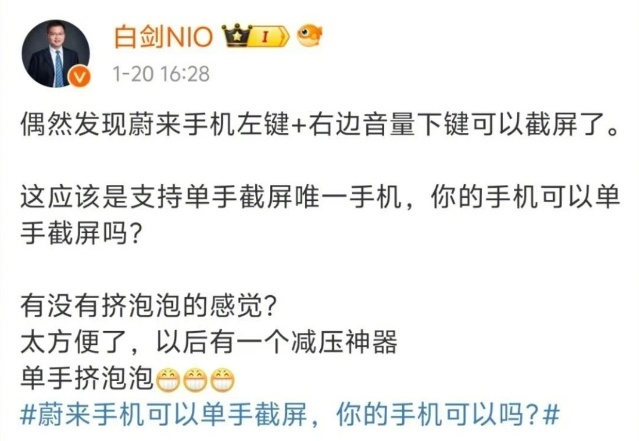 白剑NIO I
1-20 16:28
偶然发现蔚来手机左键+右边音量下键可以截屏了。
这应该是支持单手截屏唯一手机，你的手机可以单
手截屏吗？
有没有挤泡泡的感觉？
太方便了，以后有一个减压神器
单手挤泡泡😁😁😁
#蔚来手机可以单手截屏，你的手机可以吗?#